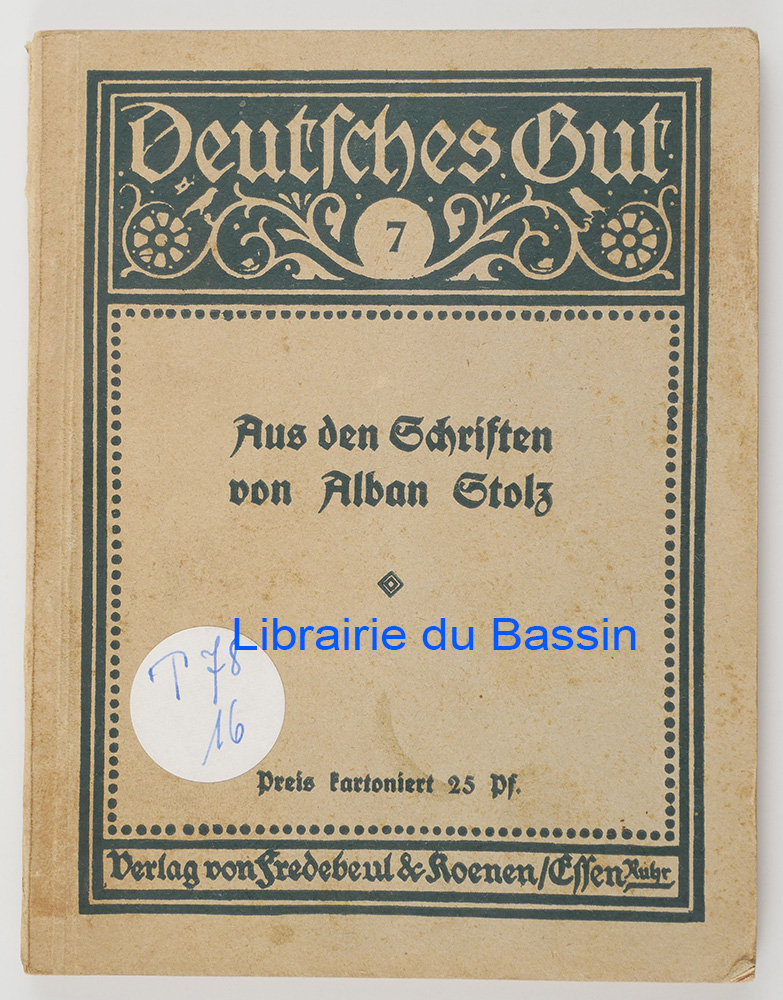 Deutsches Gut
7
Aus den Schriften
von Alban Stolz
Librairie du Bassin
T 78
16
Preis kartoniert 25 Pf.
Verlag von Fredebeul & Koenen/Essen Ruhr